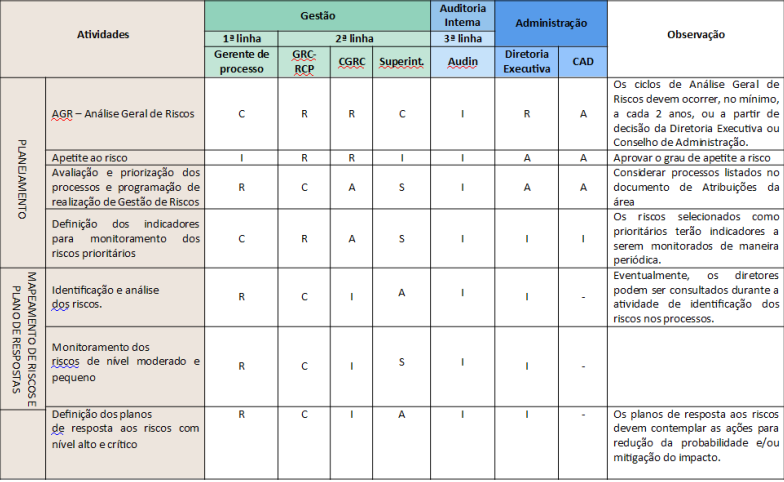 Atividades
Gestão
Auditoria
Interna
Administração
Observação
1ª linha
2ª linha
3ª linha
Gerente de
processo
GRC-
RCP
CGRC
Superint.
Audin
Diretoria
Executiva
CAD
PLANEJAMENTO
AGR – Análise Geral de Riscos
C
R
R
C
I
R
A
Os ciclos de Análise Geral de
Riscos devem ocorrer, no mínimo,
a cada 2 anos, ou a partir de
decisão da Diretoria Executiva ou
Conselho de Administração.
Apetite ao risco
I
R
R
I
I
A
A
Aprovar o grau de apetite a risco
Avaliação e priorização dos
processos e programação de
realização de Gestão de Riscos
R
C
A
S
I
A
A
Considerar processos listados no
documento de Atribuições da
área
Definição dos indicadores
para monitoramento dos
riscos prioritários
C
R
A
S
I
I
I
Os riscos selecionados como
prioritários terão indicadores a
serem monitorados de maneira
periódica.
MAPEAMENTO DE RISCOS E
PLANO DE RESPOSTAS
Identificação e análise
dos riscos.
R
C
I
A
I
I
-
Eventualmente, os diretores
podem ser consultados durante a
atividade de identificação dos
riscos nos processos.
Monitoramento dos
riscos de nível moderado e
pequeno
R
C
I
S
I
I
-
Definição dos planos
de resposta aos riscos com
nível alto e crítico
R
C
I
A
I
I
-
Os planos de resposta aos riscos
devem contemplar as ações para
redução da probabilidade e/ou
mitigação do impacto.